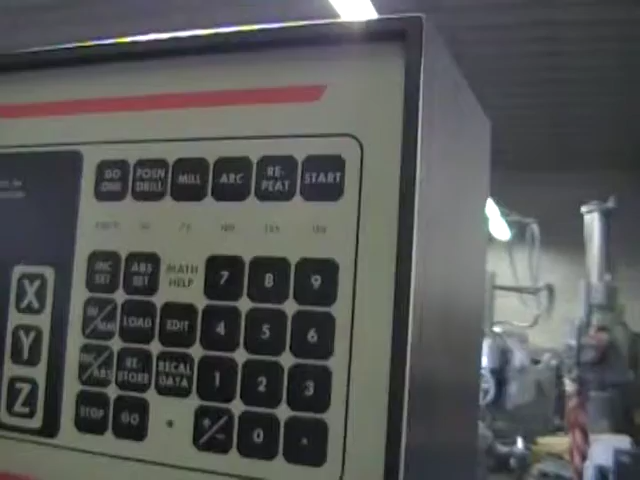 GO ONE POSN DRILL MILL ARC RE-PEAT START
INC SET ABS SET MATH HELP 7 8 9
X IN/MM LOAD EDIT 4 5 6
Y INC/ABS RE-STORE RECAL DATA 1 2 3
Z STOP GO +/- 0 .